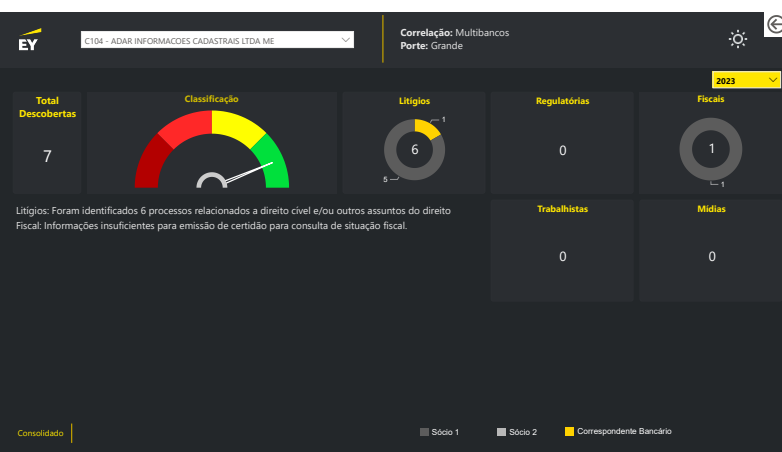 EY
C104 - ADAR INFORMACOES CADASTRAIS LTDA ME
Correlação: Multibancos
Porte: Grande
2023
Total
Descobertas
7
Classificação
Litígios
1
6
5
Regulatórias
0
Fiscais
1
1
Litigios: Foram identificados 6 processos relacionados a direito cível e/ou outros assuntos do direito
Fiscal: Informações insuficientes para emissão de certidão para consulta de situação fiscal.
Trabalhistas
0
Mídias
0
Consolidado
Sócio 1
Sócio 2
Correspondente Bancário